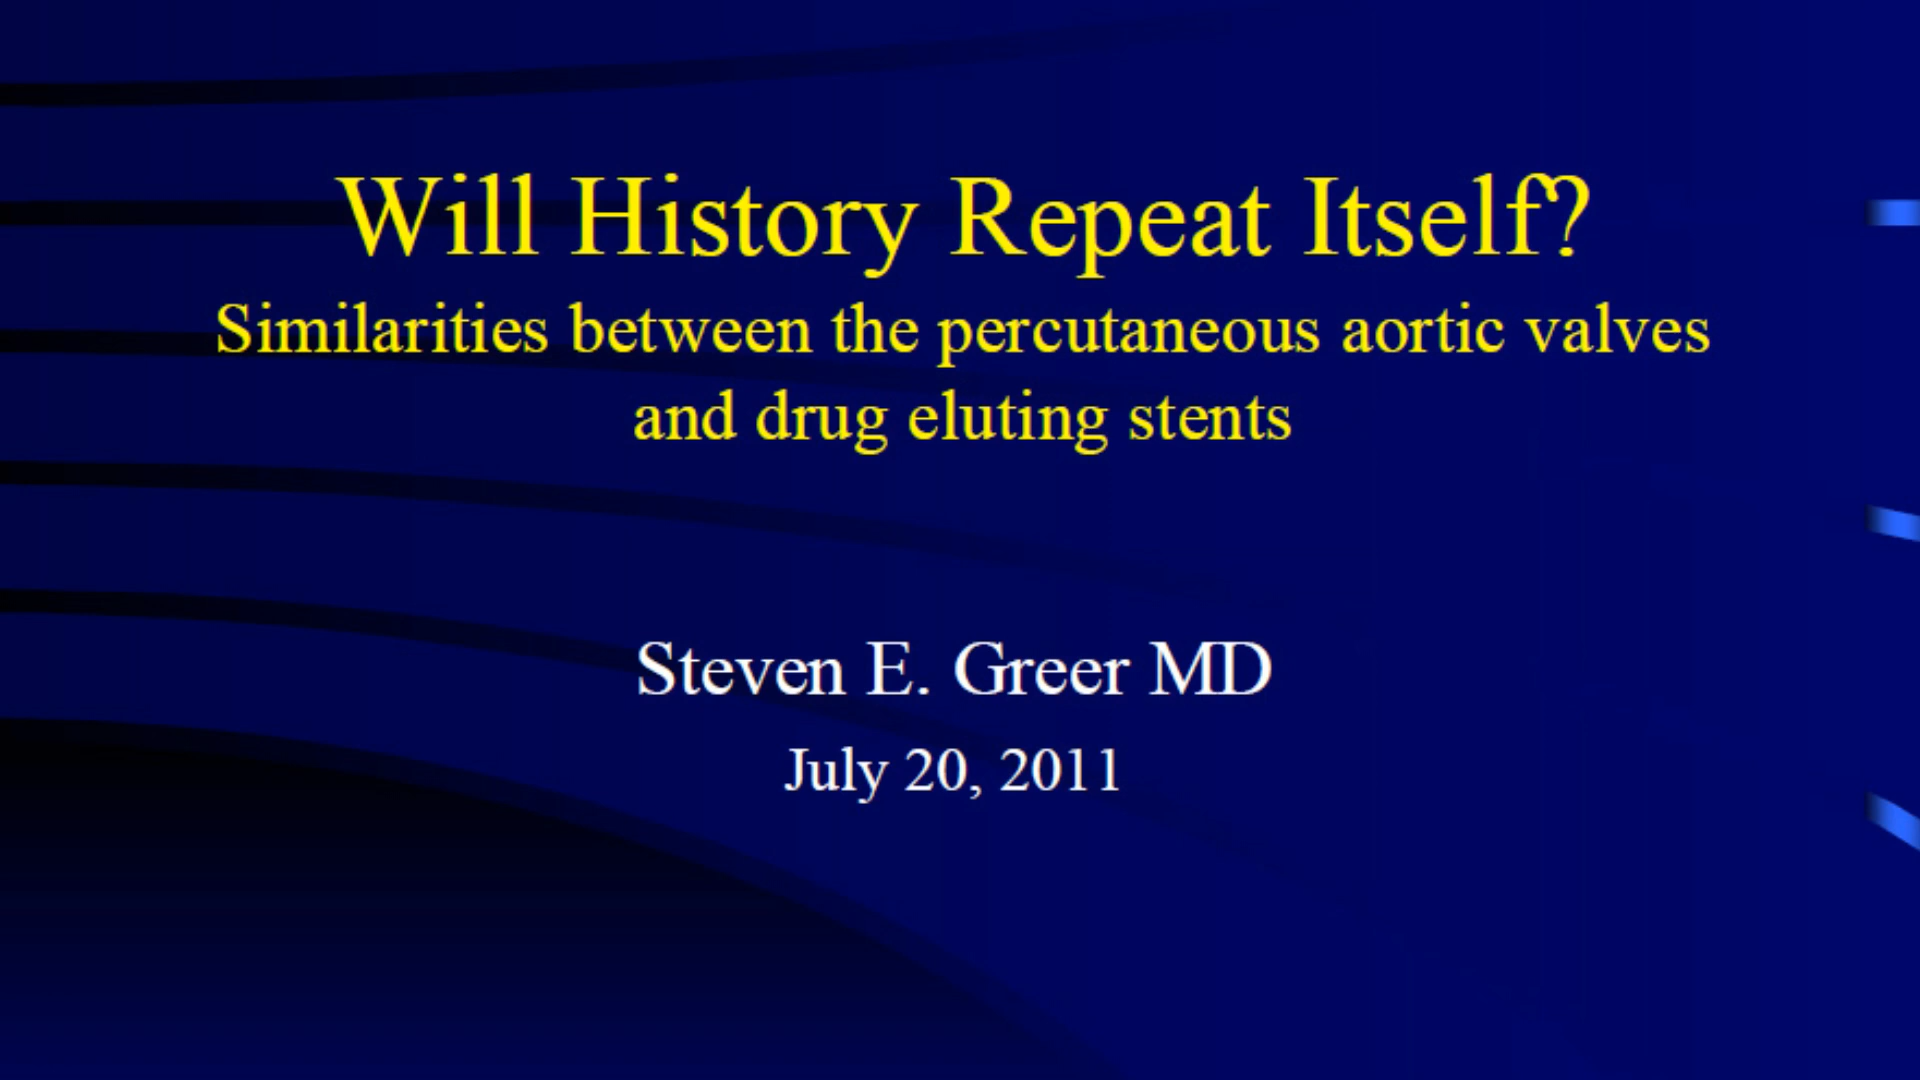 Will History Repeat Itself?
Similarities between the percutaneous aortic valves
and drug eluting stents
Steven E. Greer MD
July 20, 2011